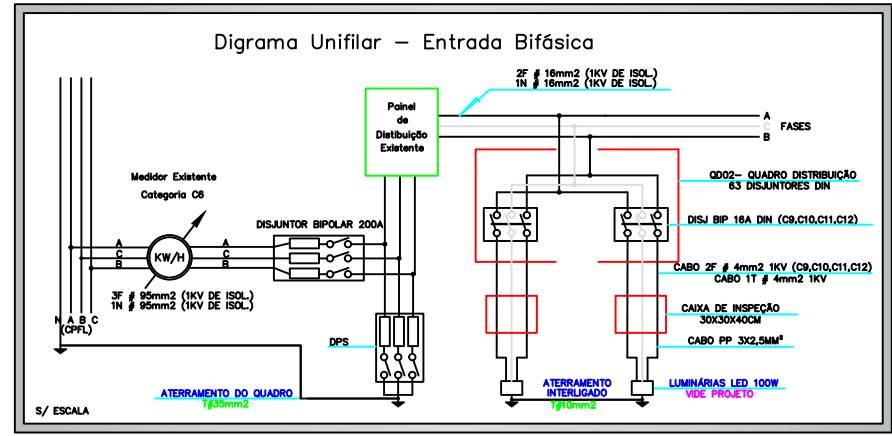 Digrama Unifilar – Entrada Bifásica
2F # 16mm2 (1KV DE ISOL.)
1N # 16mm2 (1KV DE ISOL.)
Painel
de
Distibuição
Existente
A
C FASES
B
Medidor Existente
Categoria C6
QD02- QUADRO DISTRIBUIÇÃO
63 DISJUNTORES DIN
DISJUNTOR BIPOLAR 200A
DISJ BIP 16A DIN (C9,C10,C11,C12)
A
C
B
KW/H
A
C
B
CABO 2F # 4mm2 1KV (C9,C10,C11,C12)
CABO 1T # 4mm2 1KV
3F # 95mm2 (1KV DE ISOL.)
1N # 95mm2 (1KV DE ISOL.)
CAIXA DE INSPEÇÃO
30X30X40CM
N A B C
(CPFL)
DPS
CABO PP 3X2,5MM²
ATERRAMENTO DO QUADRO
T#35mm2
ATERRAMENTO
INTERLIGADO
T#10mm2
LUMINÁRIAS LED 100W
VIDE PROJETO
S/ ESCALA